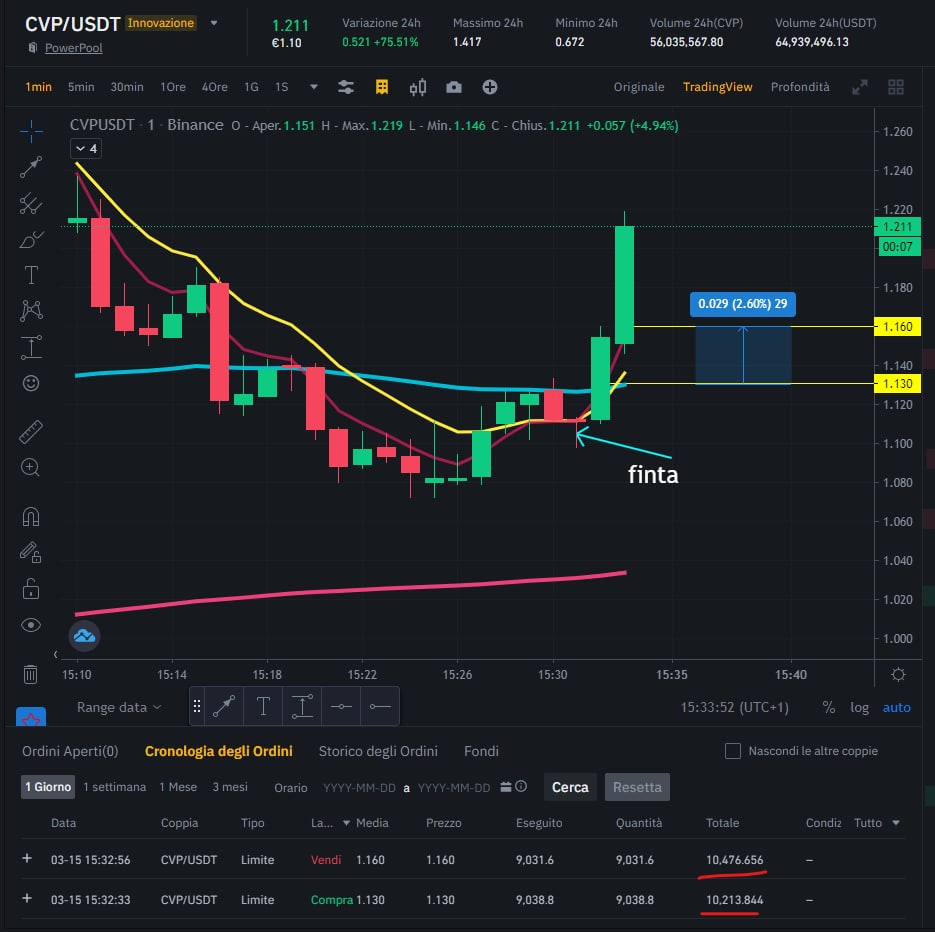 CVP/USDT Innovazione
PowerPool
1.211
€1.10
Variazione 24h
0.521 +75.51%
Massimo 24h
1.417
Minimo 24h
0.672
Volume 24h(CVP)
56,035,567.80
Volume 24h(USDT)
64,939,496.13
1min 5min 30min 1Ore 4Ore 1G 1S
Originale TradingView Profondità
CVPUSDT · 1 · Binance O - Aper.1.151 H - Max.1.219 L - Min.1.146 C - Chius.1.211 +0.057 (+4.94%)
4
1.260
1.240
1.220
1.211
00:07
1.180
0.029 (2.60%) 29
1.160
1.140
1.130
1.120
1.100
finta
1.080
1.060
1.040
1.020
1.000
15:10 15:14 15:18 15:22 15:26 15:30 15:35 15:40
Range data
15:33:52 (UTC+1) % log auto
Ordini Aperti(0) Cronologia degli Ordini Storico degli Ordini Fondi
Nascondi le altre coppie
1 Giorno 1 settimana 1 Mese 3 mesi Orario YYYY-MM-DD a YYYY-MM-DD Cerca Resetta
Data Coppia Tipo La... Media Prezzo Eseguito Quantità Totale Condiz Tutto
+ 03-15 15:32:56 CVP/USDT Limite Vendi 1.160 1.160 9,031.6 9,031.6 10,476.656 –
+ 03-15 15:32:33 CVP/USDT Limite Compra 1.130 1.130 9,038.8 9,038.8 10,213.844 –